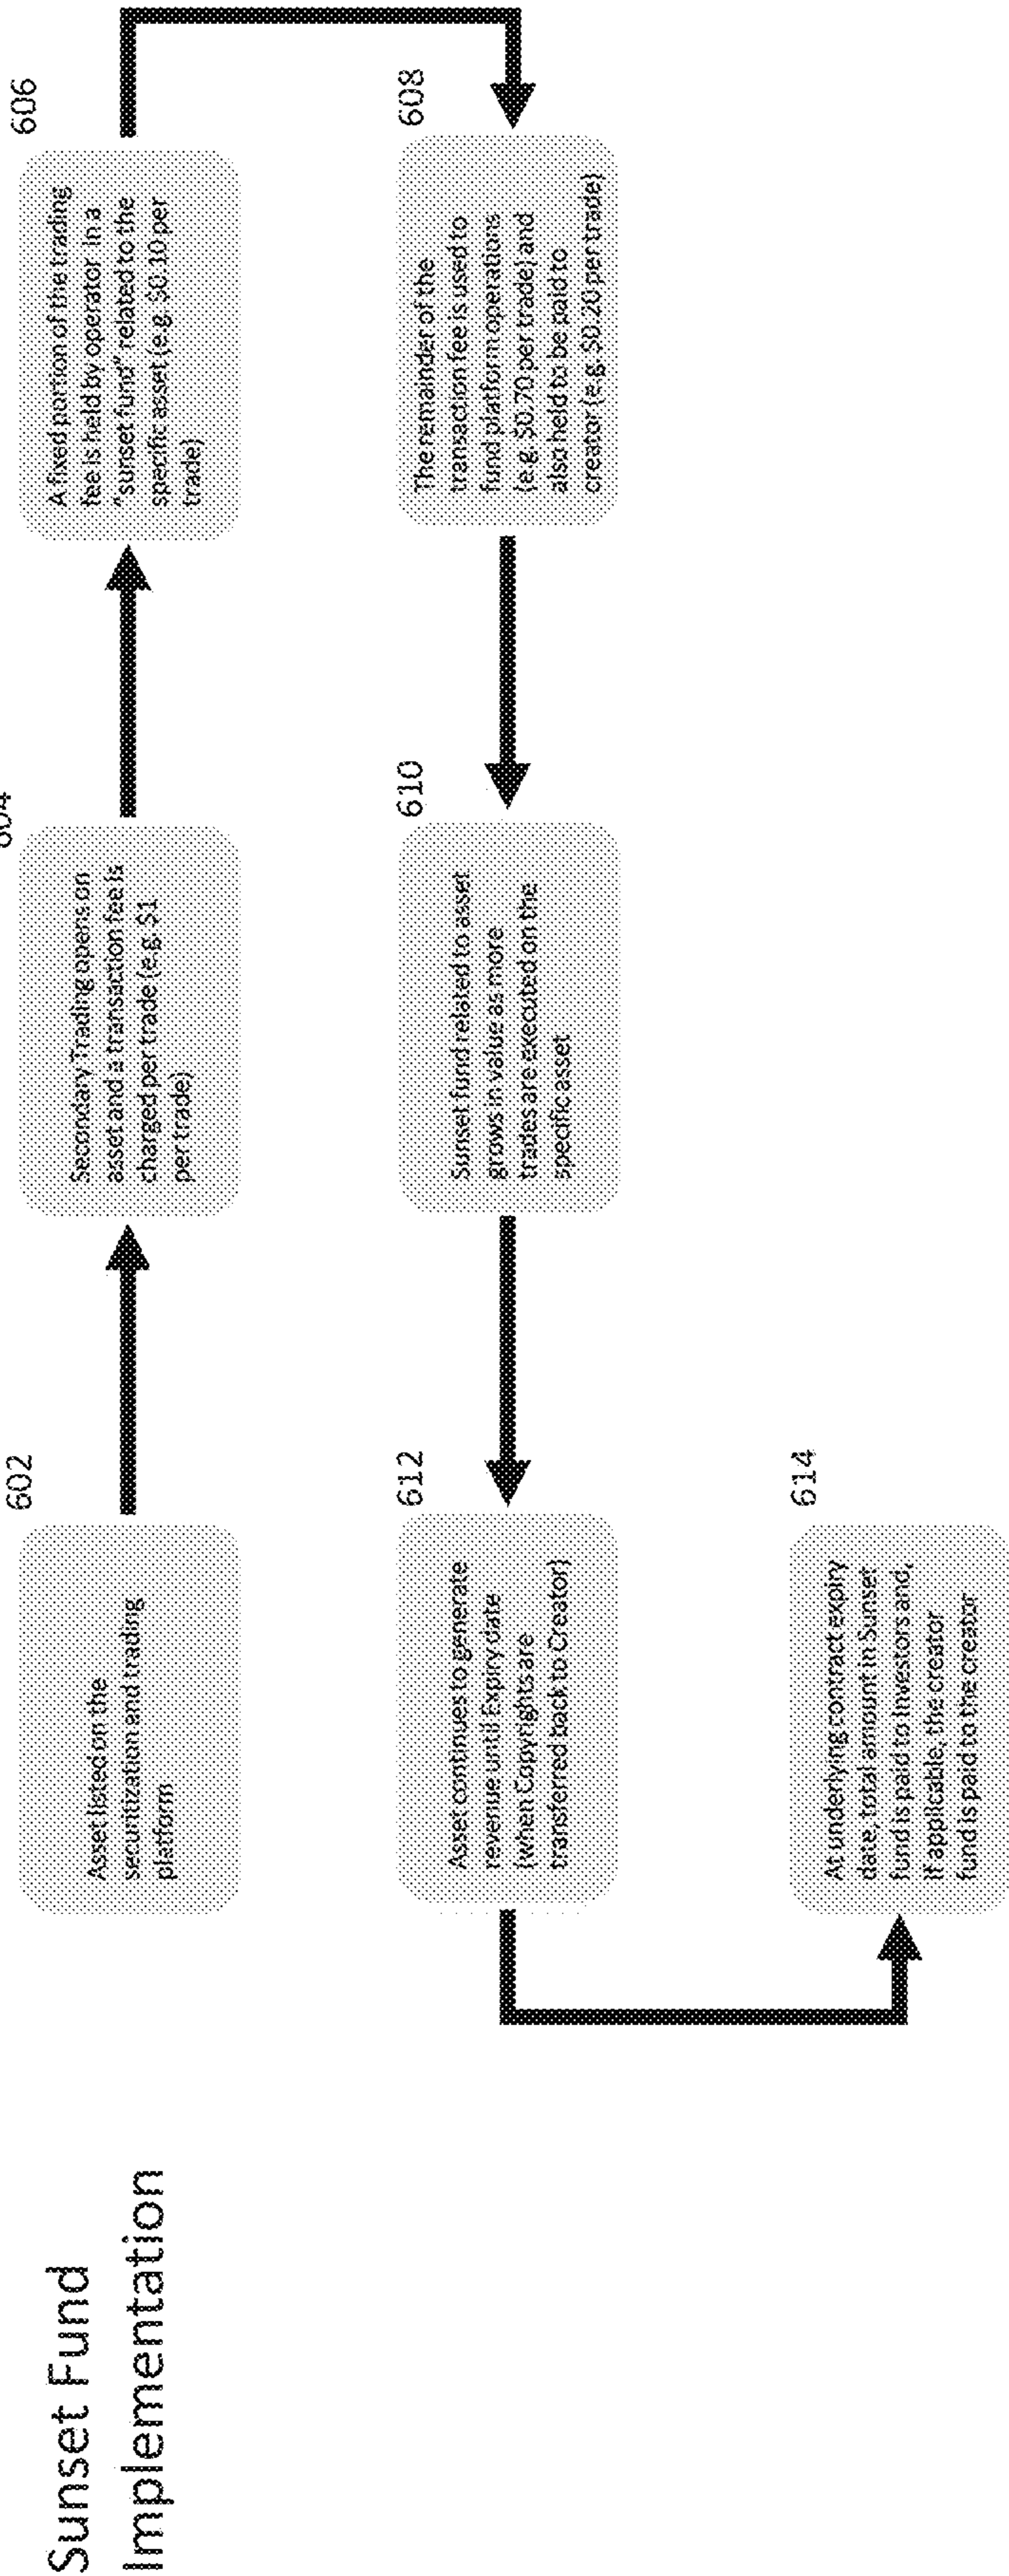 Sunset Fund
Implementation
602
Asset listed on the
securitization and trading
platform
604
Secondary Trading opens on
asset and a transaction fee is
charged per trade (e.g. $1
per trade)
606
A fixed portion of the trading
fee is held by operator in a
"sunset fund" related to the
specific asset (e.g. $0.10 per
trade)
608
The remainder of the
transaction fee is used to
fund platform operations
(e.g. $0.70 per trade) and
also held to be paid to
creator (e.g. $0.20 per trade)
610
Sunset fund related to asset
grows in value as more
trades are executed on the
specific asset
612
Asset continues to generate
revenue until Expiry date
(when Copyrights are
transferred back to Creator)
614
At underlying contract expiry
date, total amount in Sunset
fund is paid to Investors and,
if applicable, the creator
fund is paid to the creator